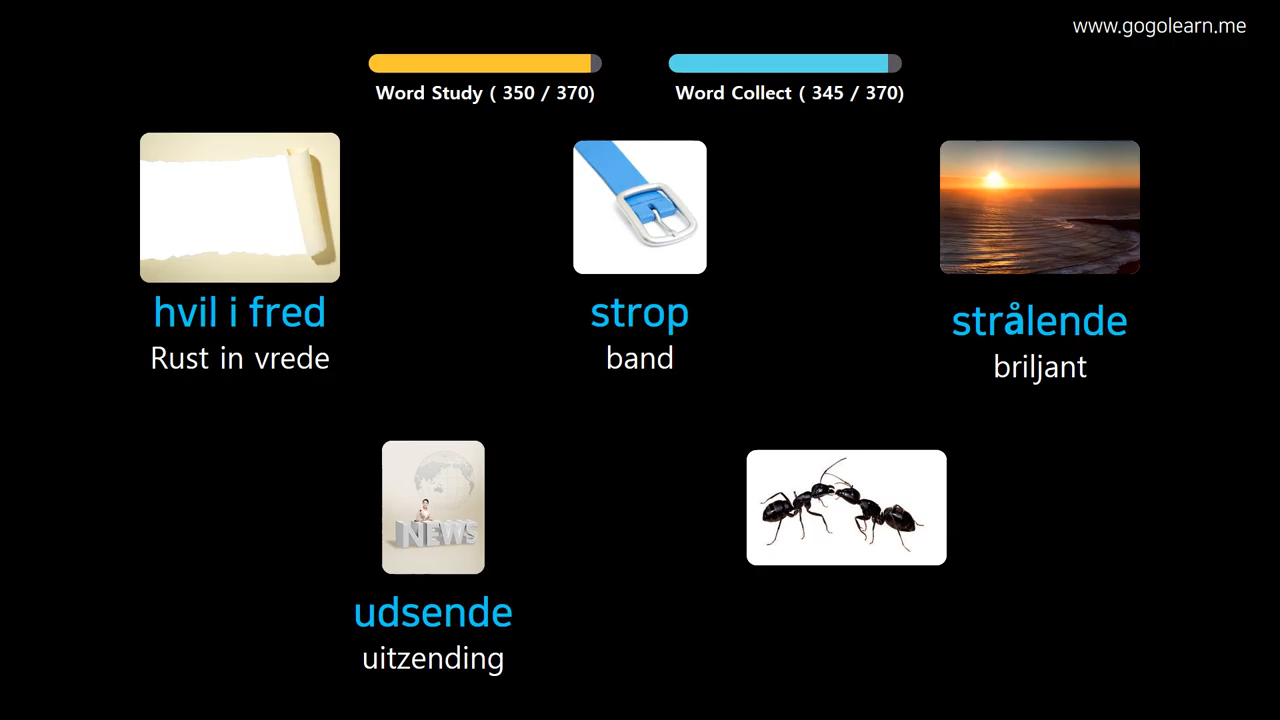 www.gogolearn.me
Word Study ( 350 / 370)
Word Collect ( 345 / 370)
hvil i fred
Rust in vrede
strop
band
strålende
briljant
NEWS
udsende
uitzending